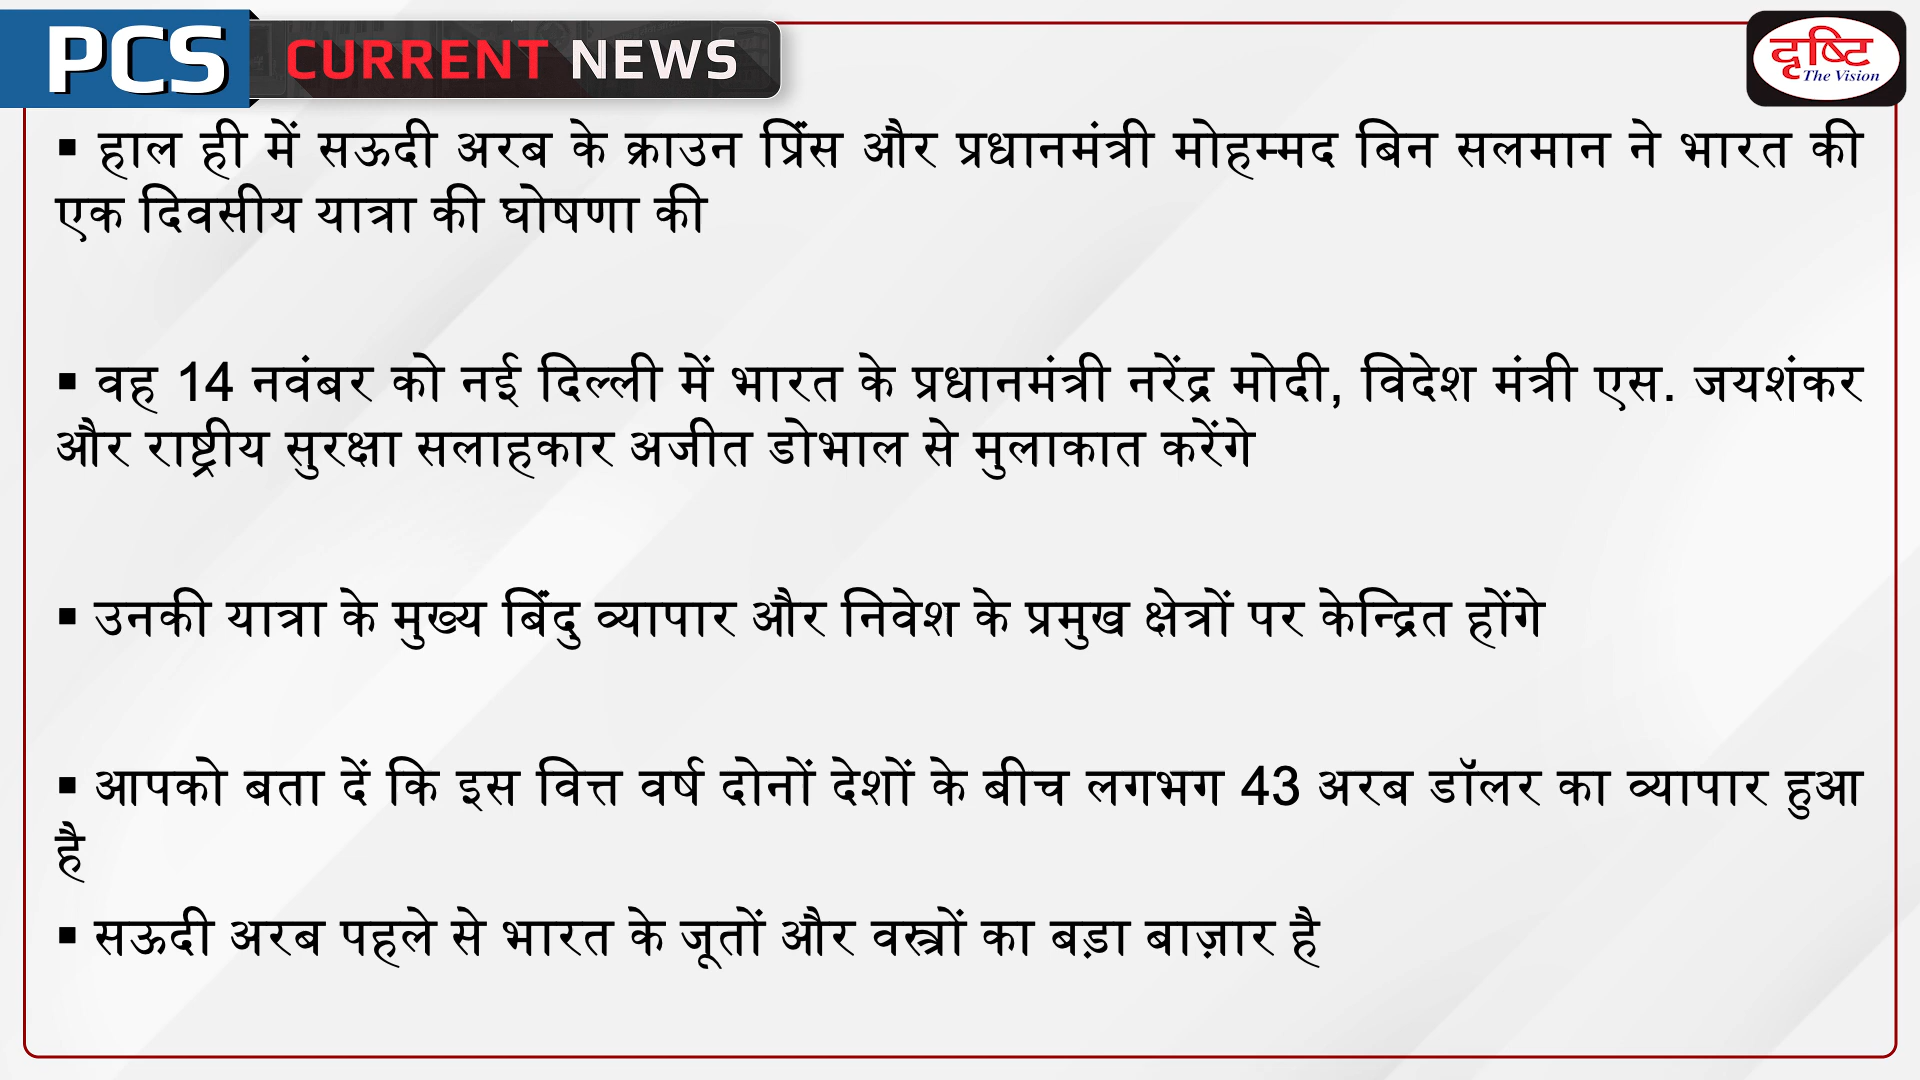 PCS CURRENT NEWS
दृष्टि
The Vision
▪ हाल ही में सऊदी अरब के क्राउन प्रिंस और प्रधानमंत्री मोहम्मद बिन सलमान ने भारत की
एक दिवसीय यात्रा की घोषणा की
▪ वह 14 नवंबर को नई दिल्ली में भारत के प्रधानमंत्री नरेंद्र मोदी, विदेश मंत्री एस. जयशंकर
और राष्ट्रीय सुरक्षा सलाहकार अजीत डोभाल से मुलाकात करेंगे
▪ उनकी यात्रा के मुख्य बिंदु व्यापार और निवेश के प्रमुख क्षेत्रों पर केन्द्रित होंगे
▪ आपको बता दें कि इस वित्त वर्ष दोनों देशों के बीच लगभग 43 अरब डॉलर का व्यापार हुआ
है
▪ सऊदी अरब पहले से भारत के जूतों और वस्त्रों का बड़ा बाज़ार है